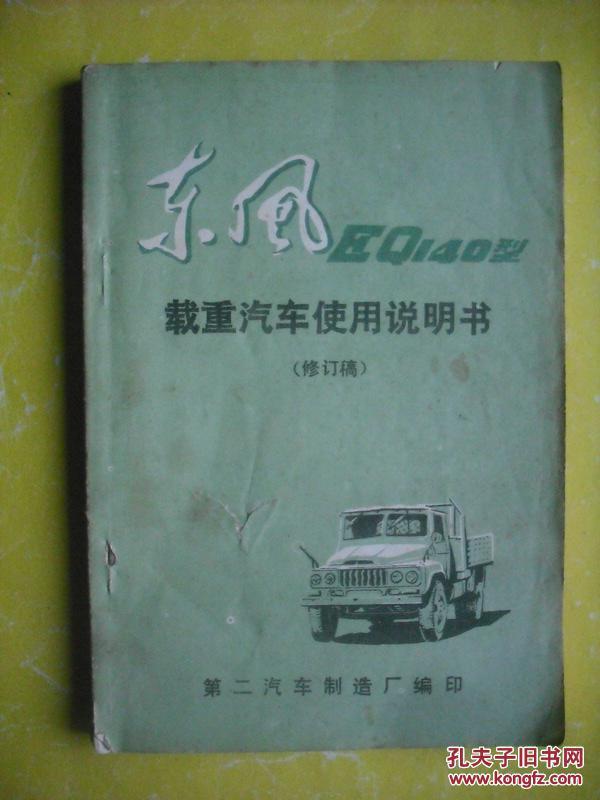 东風EQ140型
载重汽车使用说明书
(修订稿)
第二汽车制造厂编印
孔夫子旧书网
www.kongfz.com